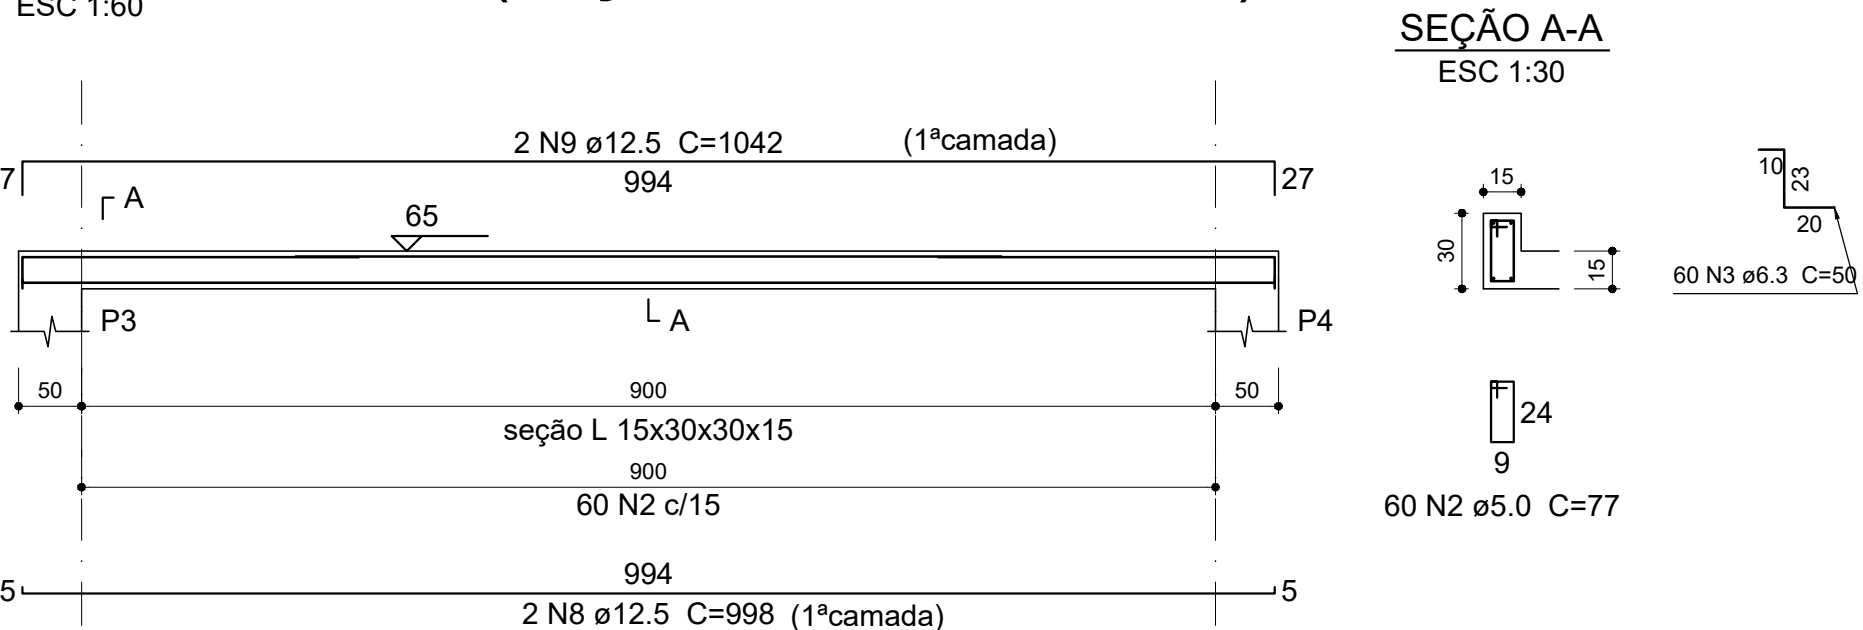 ESC 1:60
SEÇÃO A-A
ESC 1:30
2 N9 ø12.5 C=1042 (1ªcamada)
7
994
27
A
65
P3
A
P4
50
900
50
seção L 15x30x30x15
900
60 N2 c/15
994
5
5
2 N8 ø12.5 C=998 (1ªcamada)
15
30
15
10
23
20
60 N3 ø6.3 C=50
24
9
60 N2 ø5.0 C=77